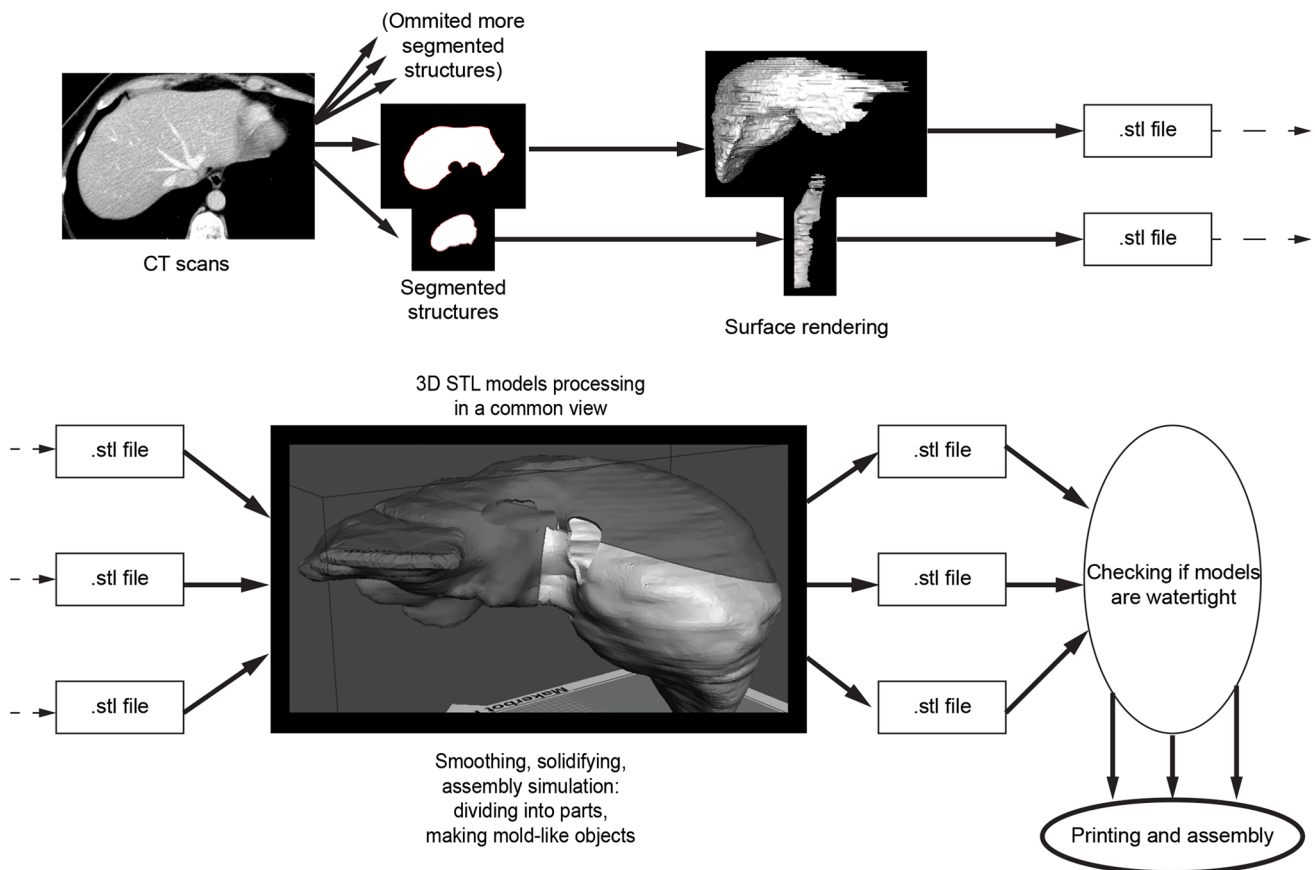 (Ommited more
segmented
structures)
CT scans
Segmented
structures
Surface rendering
.stl file
.stl file
3D STL models processing
in a common view
.stl file
.stl file
.stl file
Makerbot
.stl file
.stl file
.stl file
Smoothing, solidifying,
assembly simulation:
dividing into parts,
making mold-like objects
Checking if models
are watertight
Printing and assembly